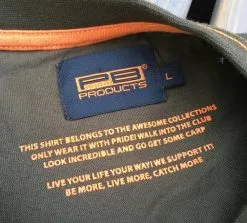 PB
PRODUCTS
L
THIS SHIRT BELONGS TO THE AWESOME COLLECTIONS
ONLY WEAR IT WITH PRIDE! WALK INTO THE CLUB
LOOK INCREDIBLE AND GO GET SOME CARP
LIVE YOUR LIFE YOUR WAY! WE SUPPORT IT!
BE MORE, LIVE MORE, CATCH MORE